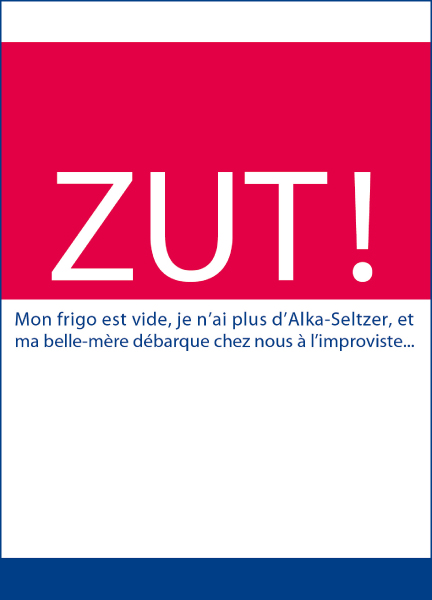 ZUT !
Mon frigo est vide, je n’ai plus d’Alka-Seltzer, et
ma belle-mère débarque chez nous à l’improviste...